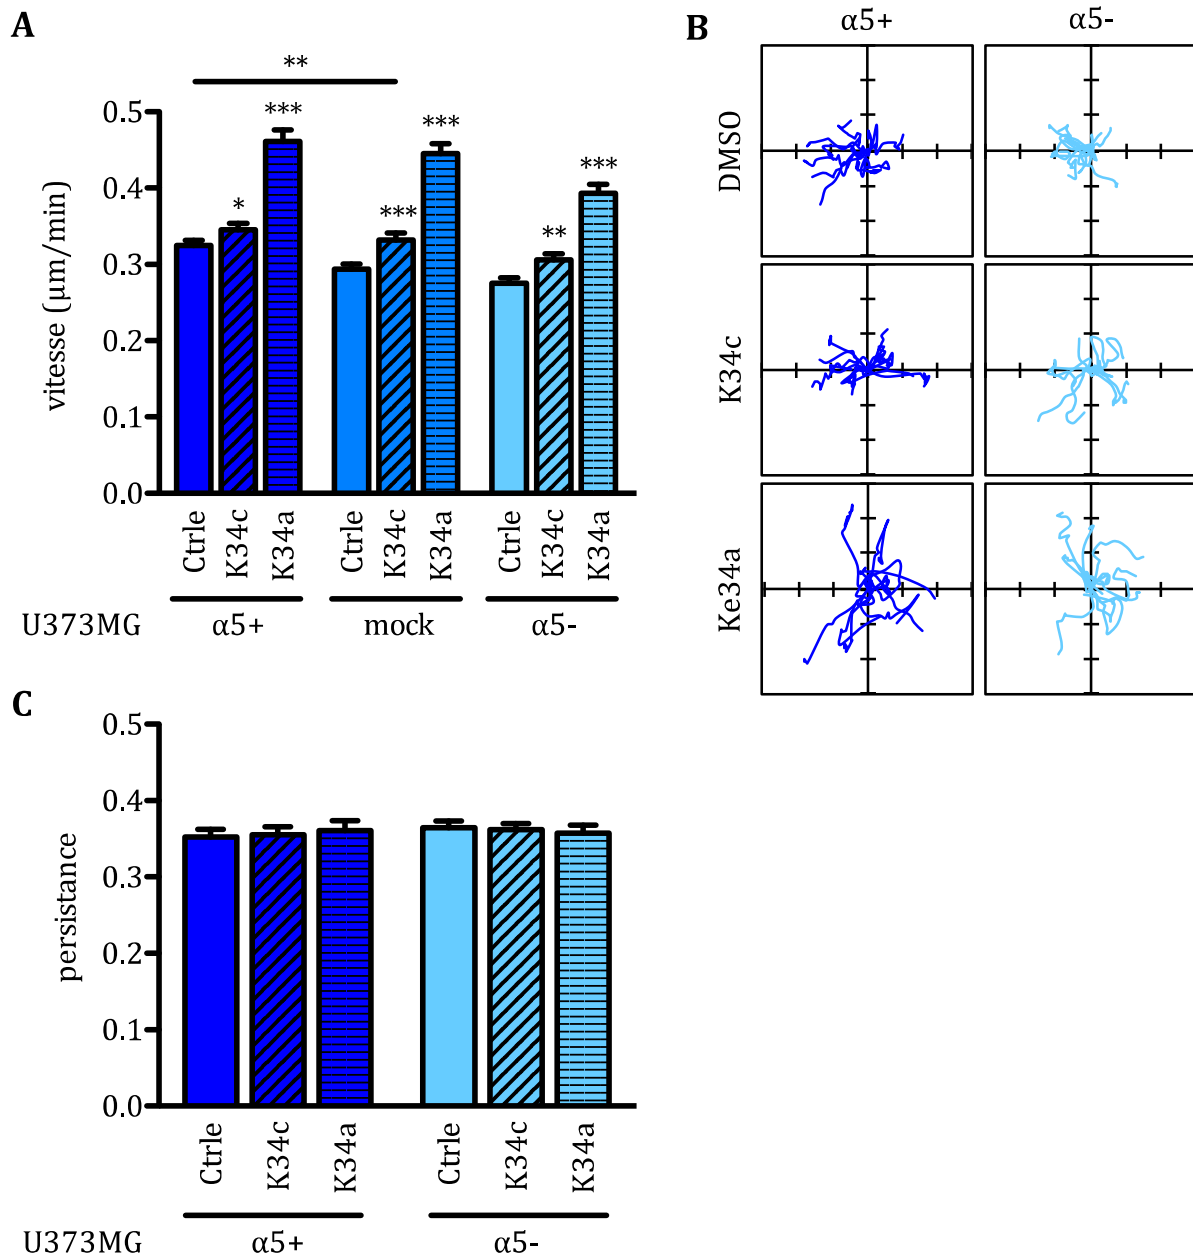 A
**
0.5
0.4
0.3
0.2
0.1
0.0
vitesse (µm/min)
* *** *** *** ** ***
Ctrle K34c K34a Ctrle K34c K34a Ctrle K34c K34a
U373MG α5+ mock α5-
B
α5+ α5-
DMSO
K34c
Ke34a
C
0.5
0.4
0.3
0.2
0.1
0.0
persistance
Ctrle K34c K34a Ctrle K34c K34a
U373MG α5+ α5-